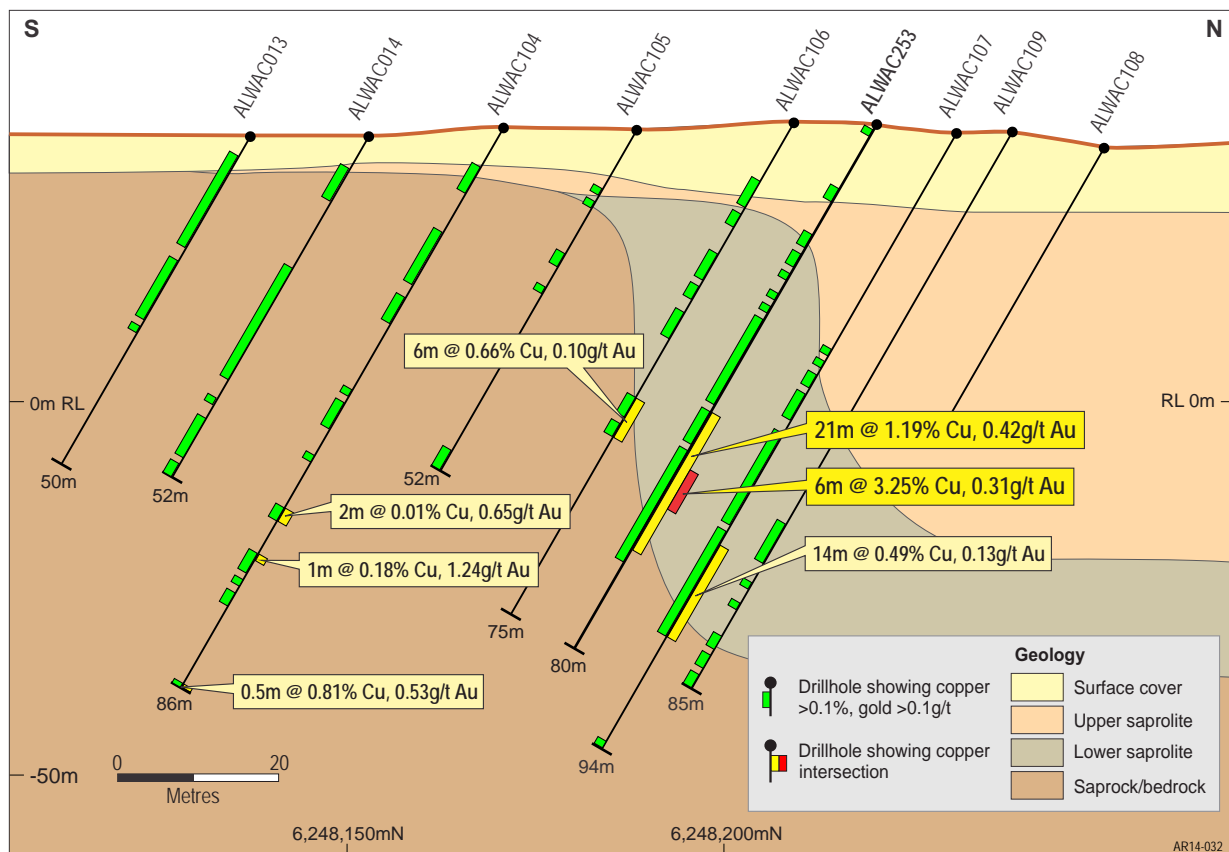 S
N
ALWAC013
ALWAC014
ALWAC104
ALWAC105
ALWAC106
ALWAC253
ALWAC107
ALWAC109
ALWAC108
6m @ 0.66% Cu, 0.10g/t Au
0m RL
RL 0m
21m @ 1.19% Cu, 0.42g/t Au
50m
52m
52m
6m @ 3.25% Cu, 0.31g/t Au
2m @ 0.01% Cu, 0.65g/t Au
14m @ 0.49% Cu, 0.13g/t Au
1m @ 0.18% Cu, 1.24g/t Au
75m
80m
86m
0.5m @ 0.81% Cu, 0.53g/t Au
85m
94m
Geology
Drillhole showing copper
>0.1%, gold >0.1g/t
Drillhole showing copper
intersection
Surface cover
Upper saprolite
Lower saprolite
Saprock/bedrock
-50m
0
20
Metres
6,248,150mN
6,248,200mN
AR14-032